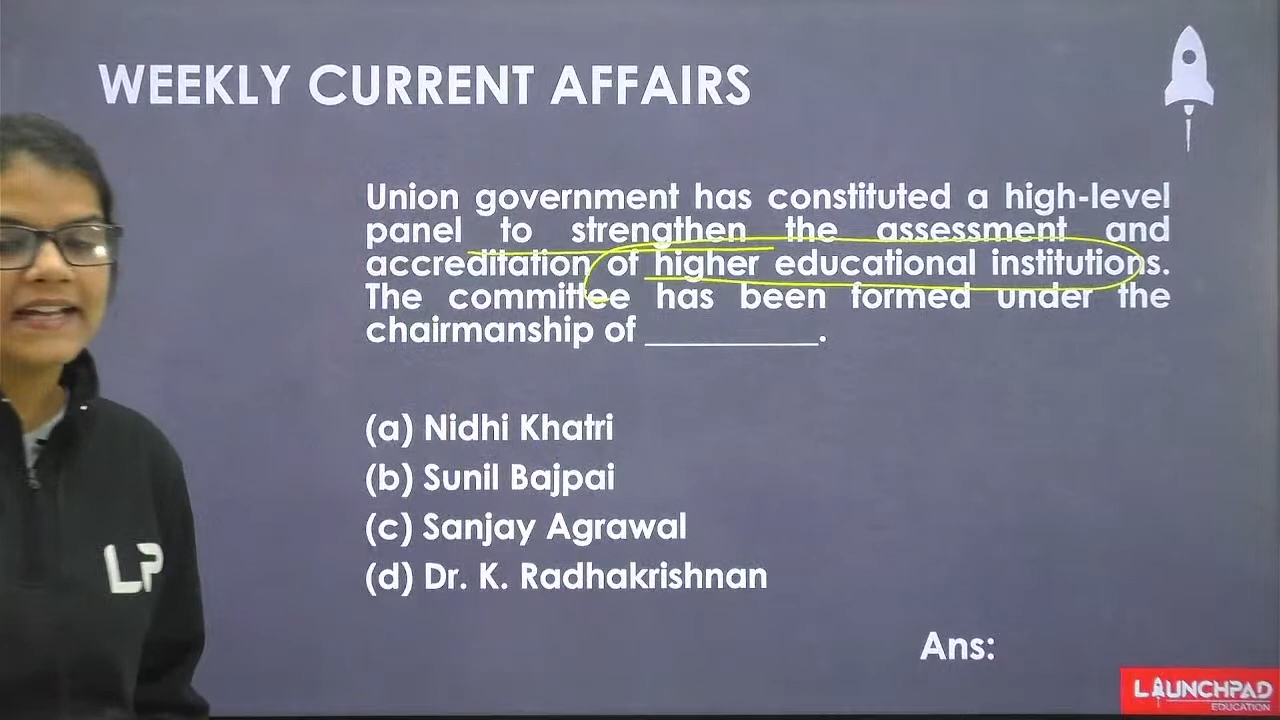 WEEKLY CURRENT AFFAIRS
Union government has constituted a high-level
panel to strengthen the assessment and
accreditation of higher educational institutions.
The committee has been formed under the
chairmanship of __________.
(a) Nidhi Khatri
(b) Sunil Bajpai
(c) Sanjay Agrawal
(d) Dr. K. Radhakrishnan
Ans:
LP
LAUNCHPAD
EDUCATION